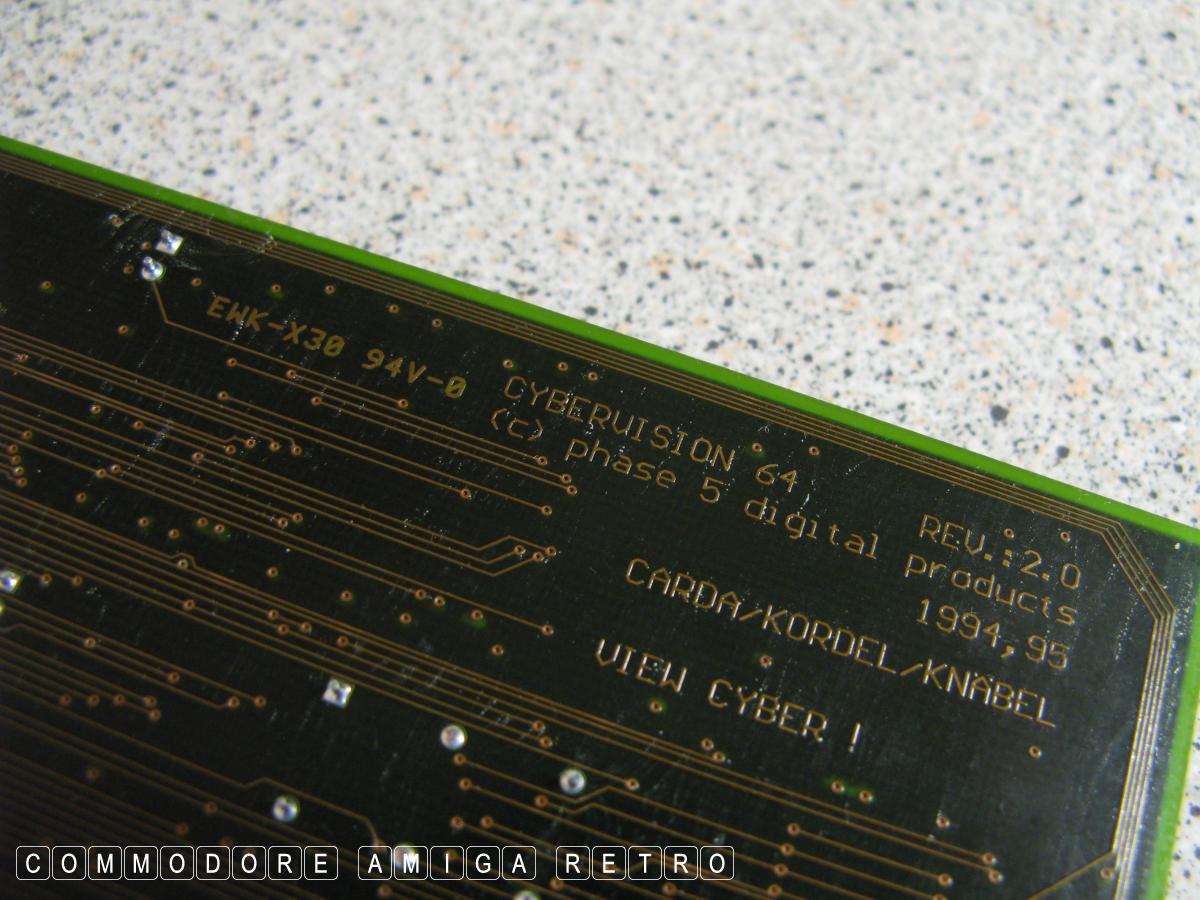 EWK-X30 94V-0
CYBERVISION 64 REV.:2.0
(c) phase 5 digital products
1994,95
CARDA/KORDEL/KNABEL
VIEW CYBER !
COMMODORE AMIGA RETRO